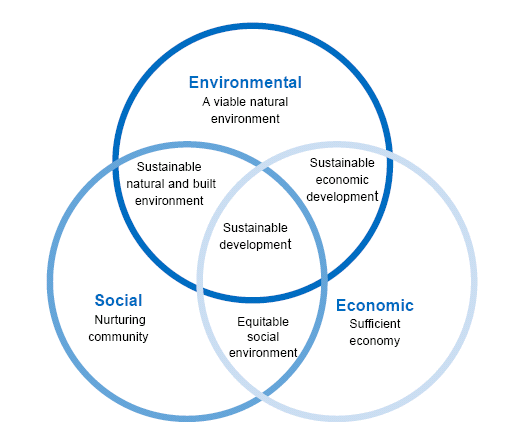 Environmental
A viable natural
environment
Sustainable
natural and built
environment
Sustainable
economic
development
Sustainable
development
Social
Nurturing
community
Economic
Sufficient
economy
Equitable
social
environment